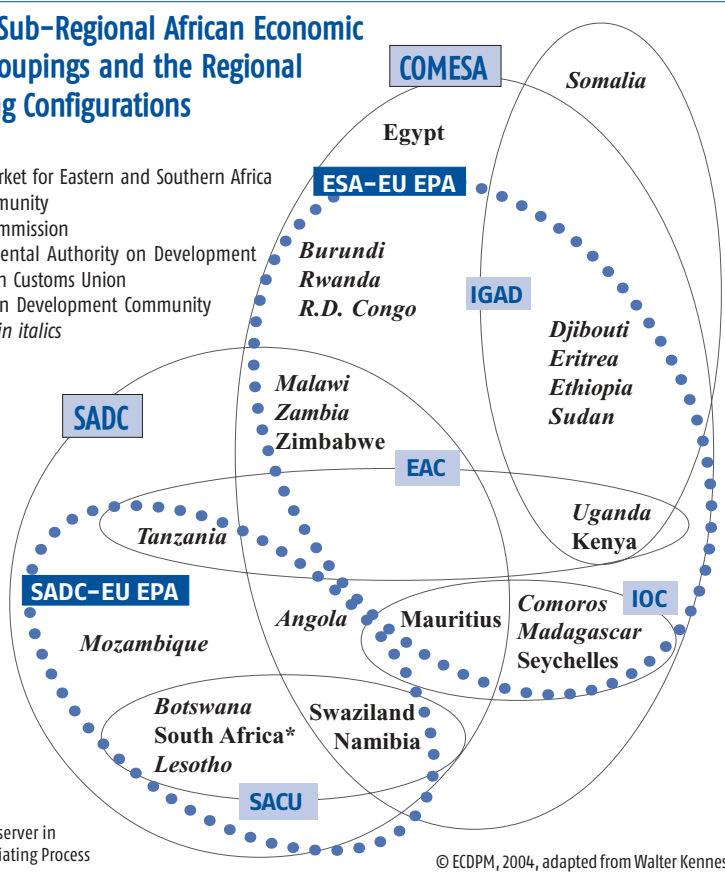 Sub-Regional African Economic
oupings and the Regional
g Configurations
rket for Eastern and Southern Africa
munity
mmission
ental Authority on Development
n Customs Union
n Development Community
in italics
COMESA
Somalia
Egypt
ESA-EU EPA
Burundi
Rwanda
R.D. Congo
IGAD
Djibouti
Eritrea
Ethiopia
Sudan
Malawi
Zambia
Zimbabwe
SADC
EAC
Uganda
Kenya
Tanzania
SADC-EU EPA
IOC
Comoros
Madagascar
Seychelles
Mauritius
Angola
Mozambique
Botswana
South Africa*
Lesotho
Swaziland
Namibia
SACU
server in
iating Process
© ECDPM, 2004, adapted from Walter Kennes